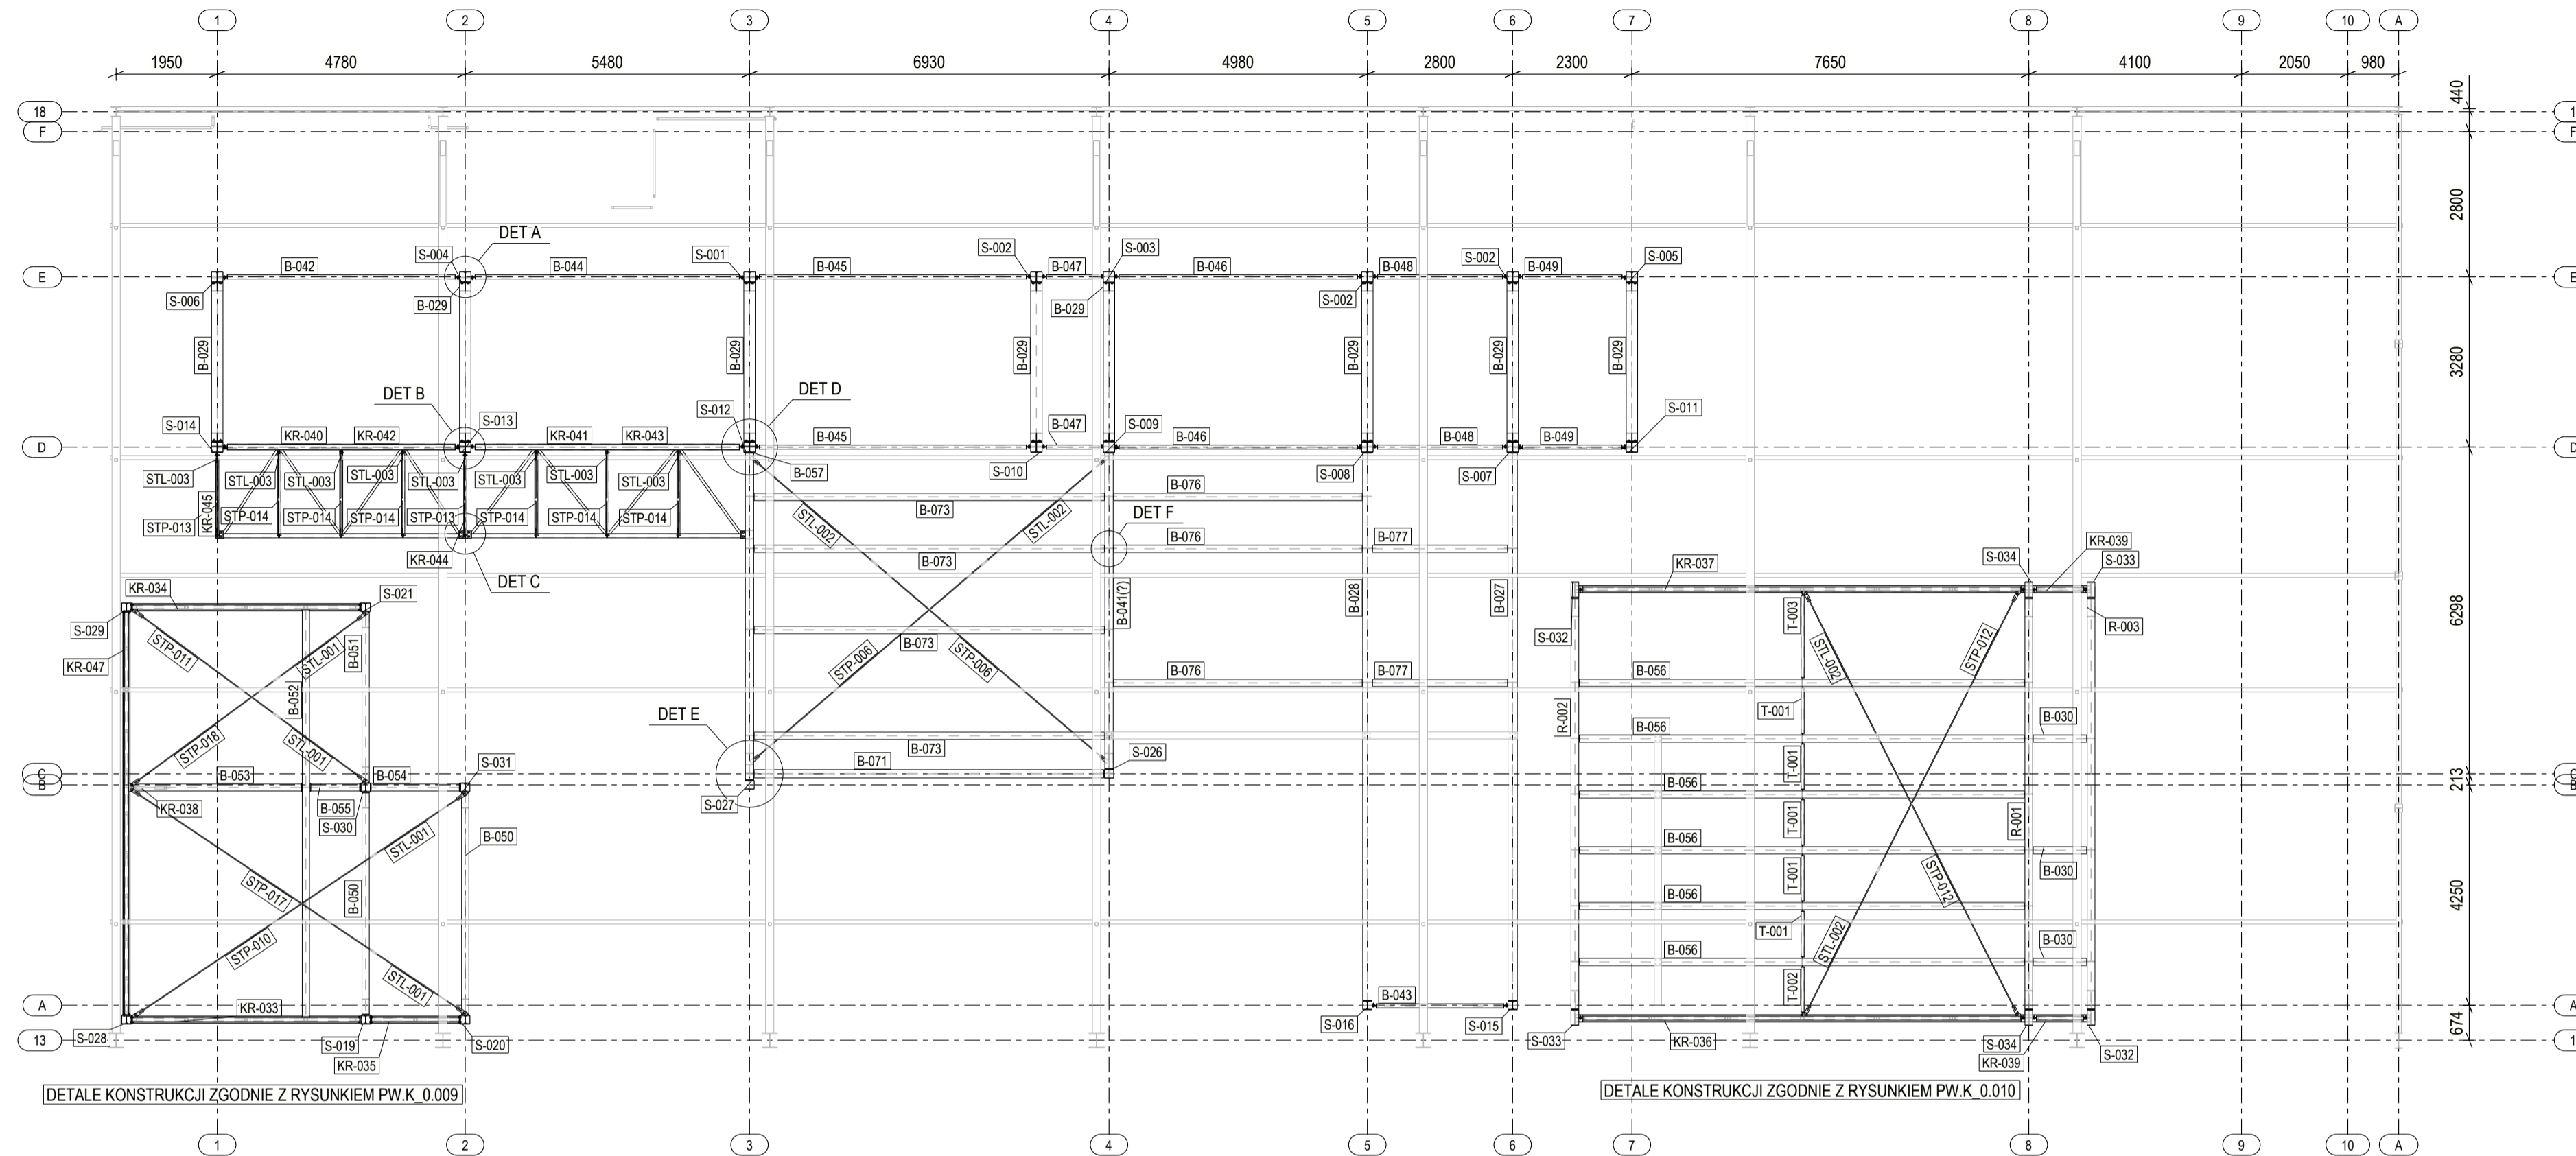 1 2 3 4 5 6 7 8 9 10 A
1950 4780 5480 6930 4980 2800 2300 7650 4100 2050 980
440
18 1
F F
2800
DET A
S-004 S-001 S-002 S-003 S-002 S-005
B-042 B-044 B-045 B-047 B-046 B-048 B-049
E E
S-006 B-029 B-029 S-002
B-029 B-029 B-029 B-029 B-029 B-029
3280
DET B DET D
S-014 S-013 S-012 S-009 S-011
KR-040 KR-042 KR-041 KR-043 B-045 B-047 B-046 B-048 B-049
D D
B-057 S-010 S-008 S-007
STL-003 STL-003 STL-003 STL-003 STL-003 STL-003 STL-003 STL-003
KR-045
STP-013 STP-014 STP-014 STP-014 STP-013 STP-014 STP-014 STP-014
B-076
B-073
STL-002 STL-002
DET F
B-076 B-077
KR-044 B-073
DET C
KR-034 S-021 KR-037 S-034 KR-039 S-033
S-029 B-041(?) B-028 B-027 T-003 R-003
6298
STP-011 STL-001 B-051 S-032 STL-002 STP-012
KR-047 B-073
STP-006 STP-006
B-052 B-076 B-077 B-056
DET E R-002 T-001
STP-018 STL-001 B-056 B-030
B-073
B-071 S-026 T-001
B-053 B-054 S-031 B-056
C
B B
213
KR-038 B-055 S-027
S-030 T-001 R-001
STL-001 B-050 B-056
T-001 B-030
STP-017 B-050 B-056 STP-012
4250
STP-010 T-001 STL-002 B-030
B-056
STL-001 T-002
KR-033 B-043
A A
S-028 S-019 S-020 S-016 S-015 S-033 KR-036 S-034 S-032
674
13 1
KR-035 KR-039
DETALE KONSTRUKCJI ZGODNIE Z RYSUNKIEM PW.K_0.009
DETALE KONSTRUKCJI ZGODNIE Z RYSUNKIEM PW.K_0.010
1 2 3 4 5 6 7 8 9 10 A